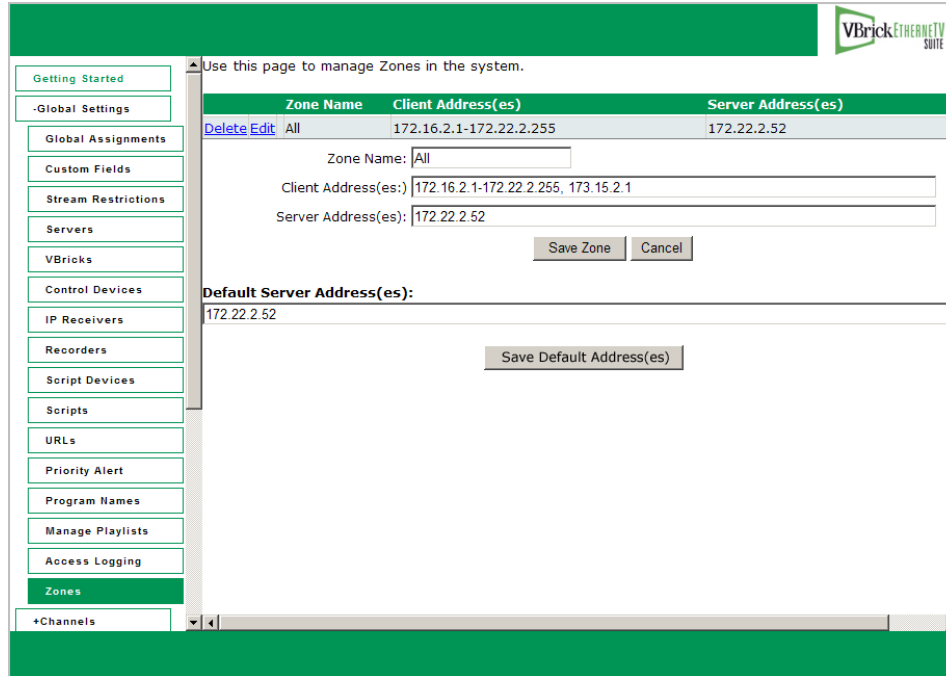 VBrick ETHERNETV
SUITE
Getting Started
-Global Settings
Global Assignments
Custom Fields
Stream Restrictions
Servers
VBricks
Control Devices
IP Receivers
Recorders
Script Devices
Scripts
URLs
Priority Alert
Program Names
Manage Playlists
Access Logging
Zones
+Channels
Use this page to manage Zones in the system.
Zone Name Client Address(es) Server Address(es)
Delete Edit All 172.16.2.1-172.22.2.255 172.22.2.52
Zone Name: All
Client Address(es:) 172.16.2.1-172.22.2.255, 173.15.2.1
Server Address(es): 172.22.2.52
Save Zone Cancel
Default Server Address(es):
172.22.2.52
Save Default Address(es)